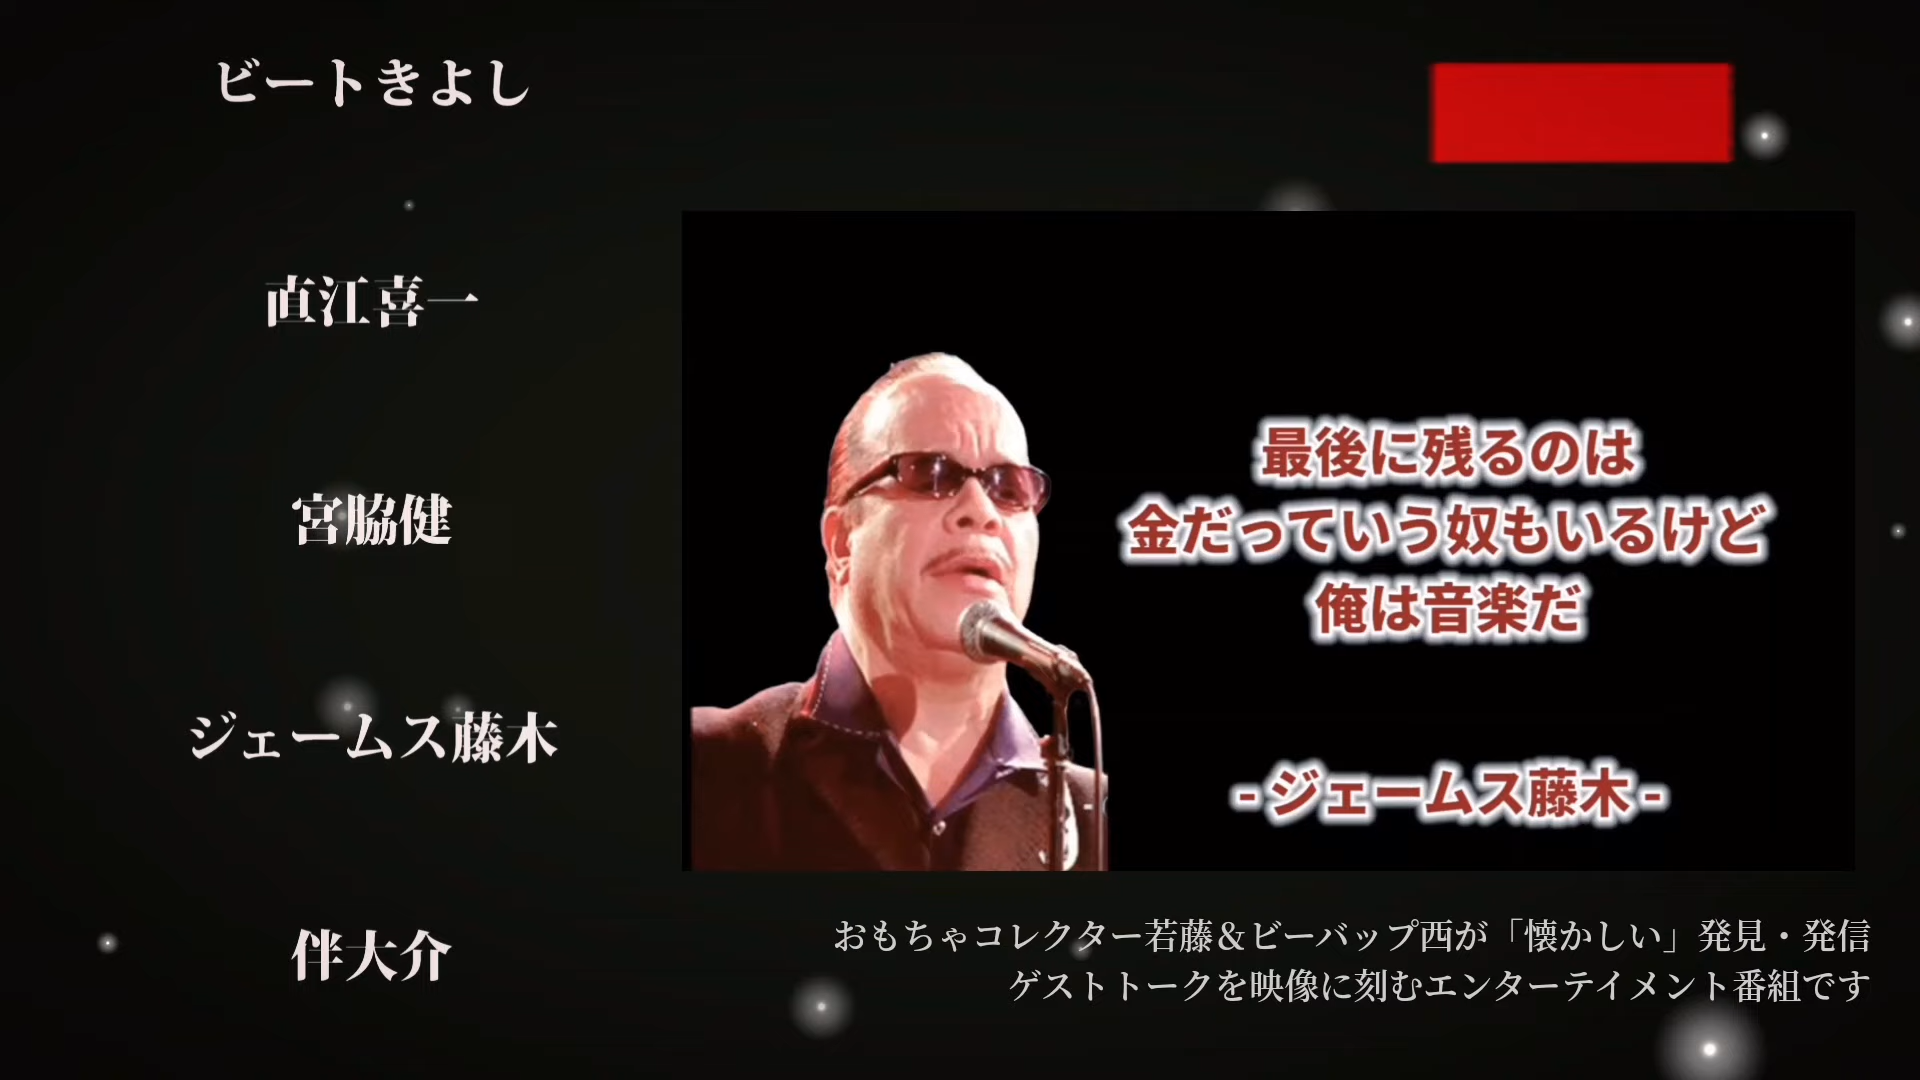 ビートきよし
直江喜一
宮脇健
ジェームス藤木
伴大介
最後に残るのは
金だっていう奴もいるけど
俺は音楽だ
- ジェームス藤木 -
おもちゃコレクター若藤＆ビーバップ西が「懐かしい」発見・発信
ゲストトークを映像に刻むエンターテイメント番組です